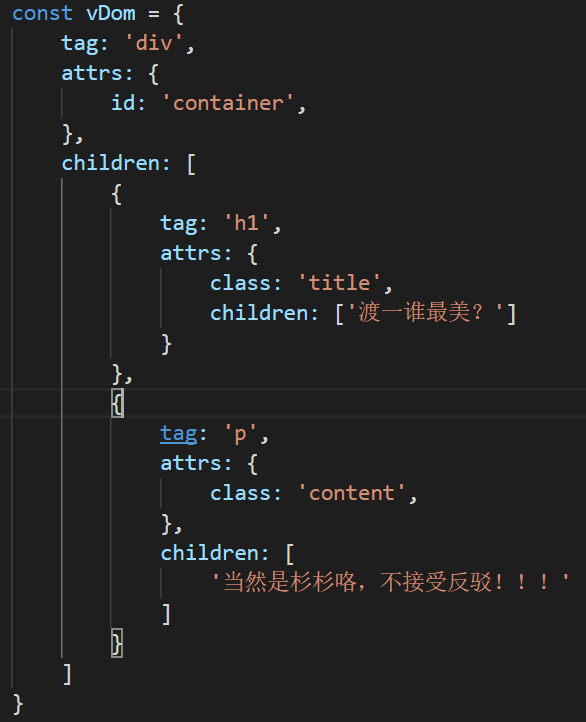 const vDom = {
    tag: 'div',
    attrs: {
        id: 'container',
    },
    children: [
        {
            tag: 'h1',
            attrs: {
                class: 'title',
                children: ['渡一谁最美？']
            }
        },
        {
            tag: 'p',
            attrs: {
                class: 'content',
            },
            children: [
                '当然是杉杉咯，不接受反驳！！！'
            ]
        }
    ]
}